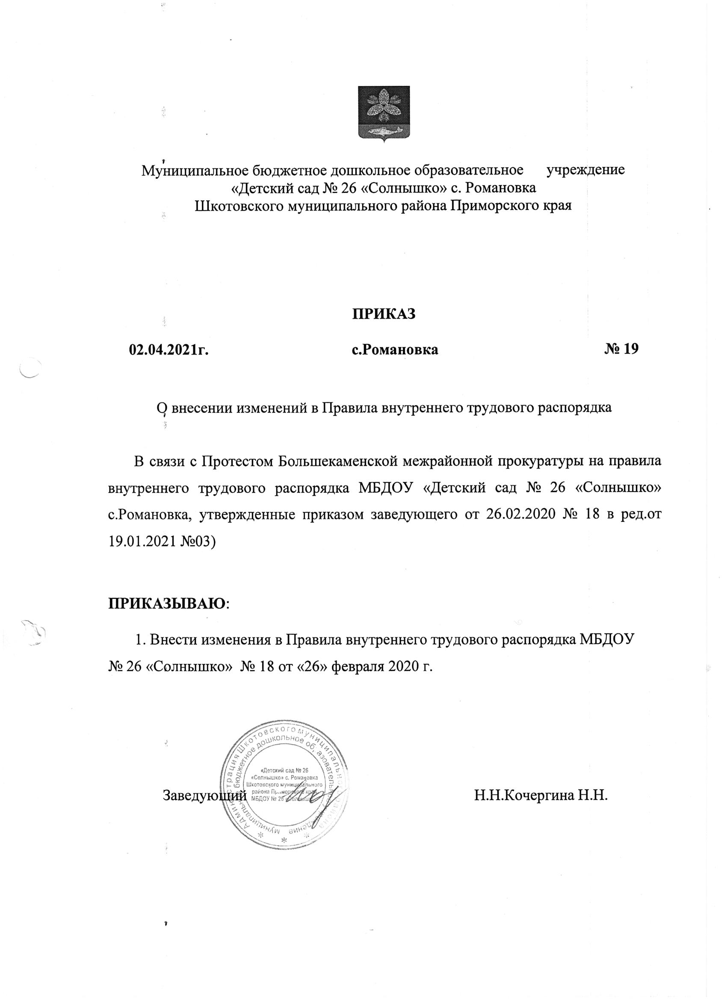 Муниципальное бюджетное дошкольное образовательное учреждение
«Детский сад № 26 «Солнышко» с. Романовка
Шкотовского муниципального района Приморского края
ПРИКАЗ
02.04.2021г. с.Романовка № 19
О внесении изменений в Правила внутреннего трудового распорядка
В связи с Протестом Большекаменской межрайонной прокуратуры на правила
внутреннего трудового распорядка МБДОУ «Детский сад № 26 «Солнышко»
с.Романовка, утвержденные приказом заведующего от 26.02.2020 № 18 в ред.от
19.01.2021 №03)
ПРИКАЗЫВАЮ:
1. Внести изменения в Правила внутреннего трудового распорядка МБДОУ
№ 26 «Солнышко» № 18 от «26» февраля 2020 г.
Администрация Шкотовского муниципального района
муниципальное бюджетное дошкольное образовательное учреждение
«Детский сад № 26
«Солнышко» с. Романовка
Шкотовского муниципального
района Приморского края
МБДОУ № 26 «Солнышко»
Заведующий Н.Н.Кочергина Н.Н.